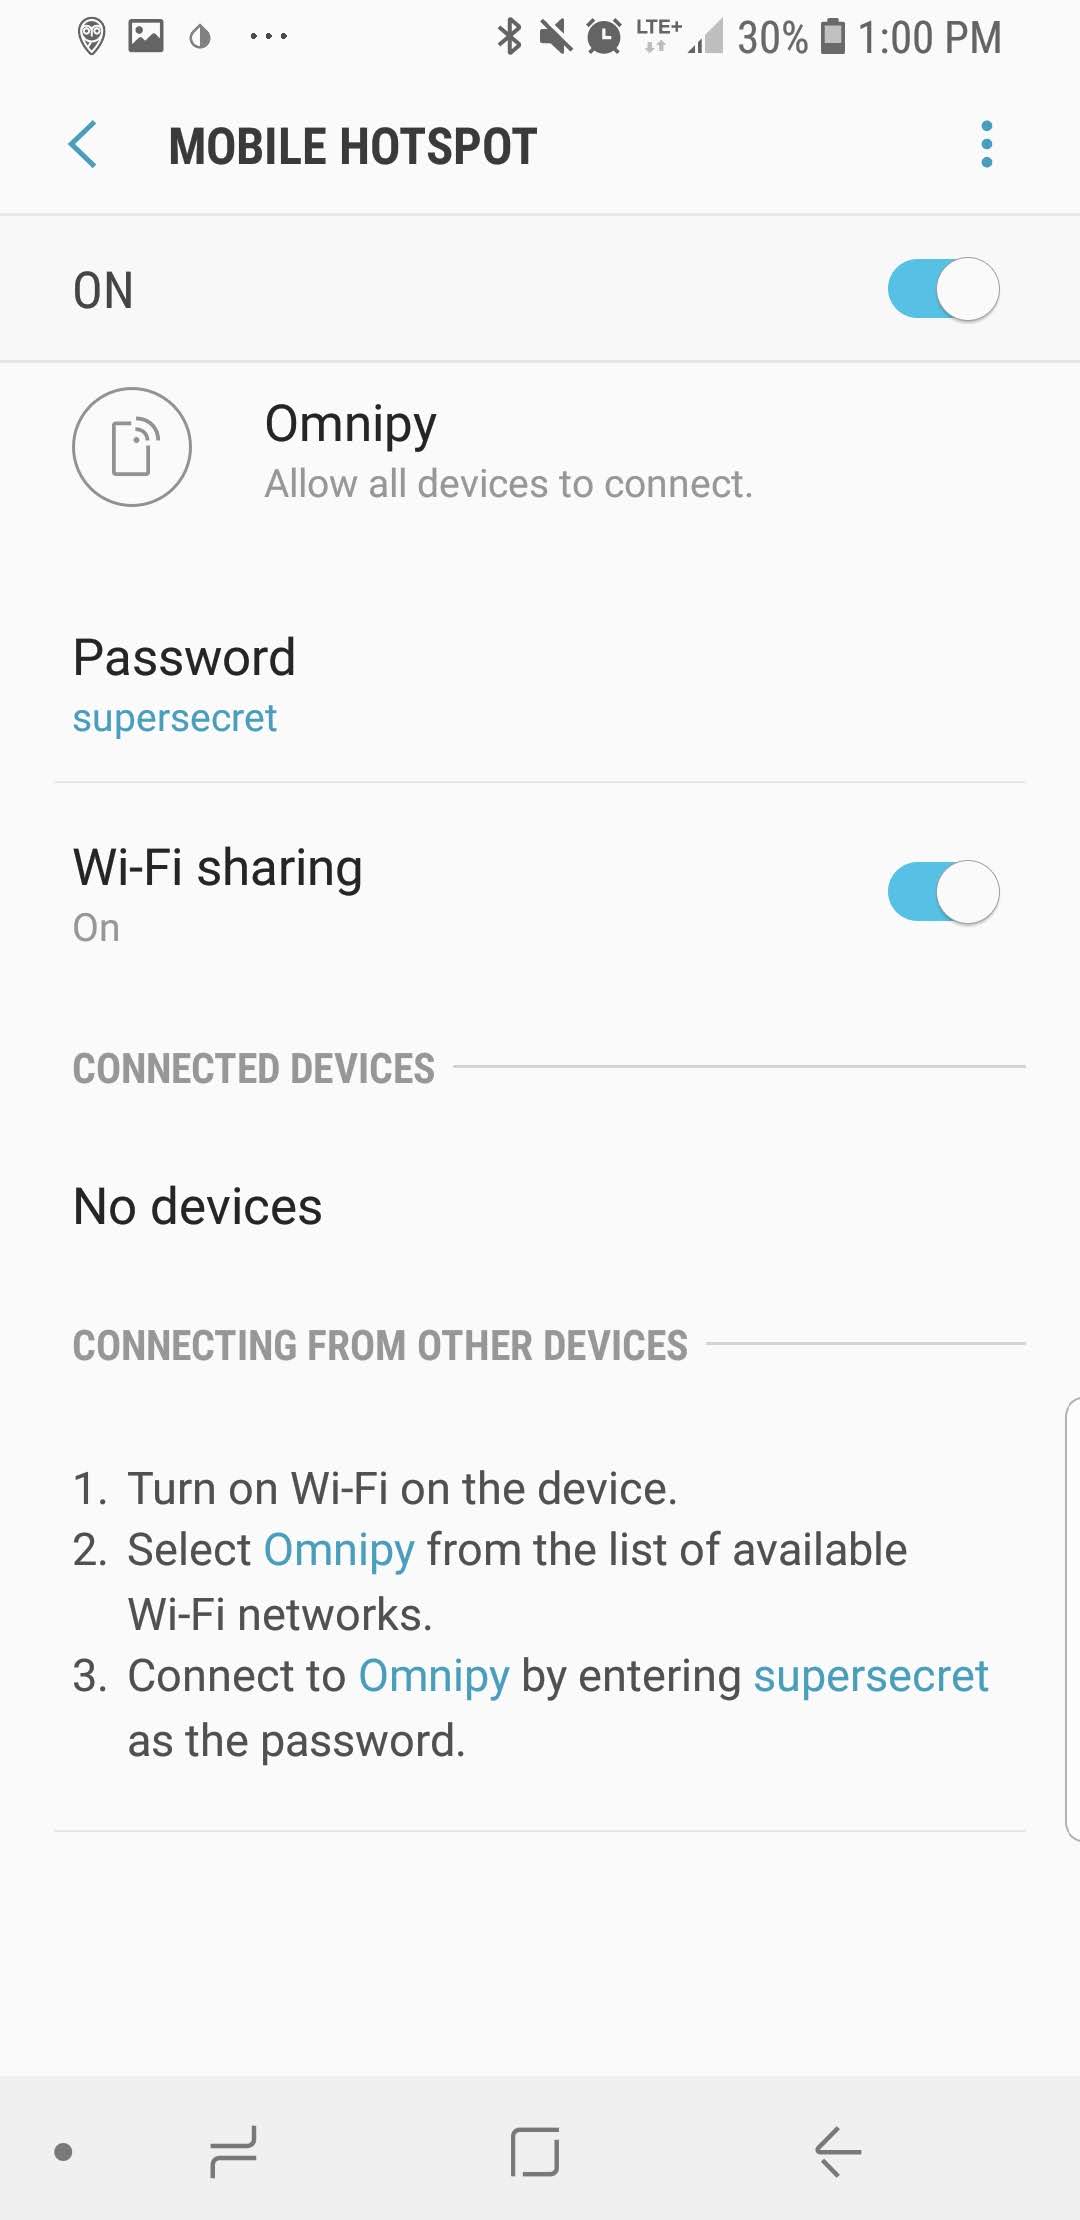 LTE+ 30% 1:00 PM
MOBILE HOTSPOT
ON
Omnipy
Allow all devices to connect.
Password
supersecret
Wi-Fi sharing
On
CONNECTED DEVICES
No devices
CONNECTING FROM OTHER DEVICES
1. Turn on Wi-Fi on the device.
2. Select Omnipy from the list of available
Wi-Fi networks.
3. Connect to Omnipy by entering supersecret
as the password.